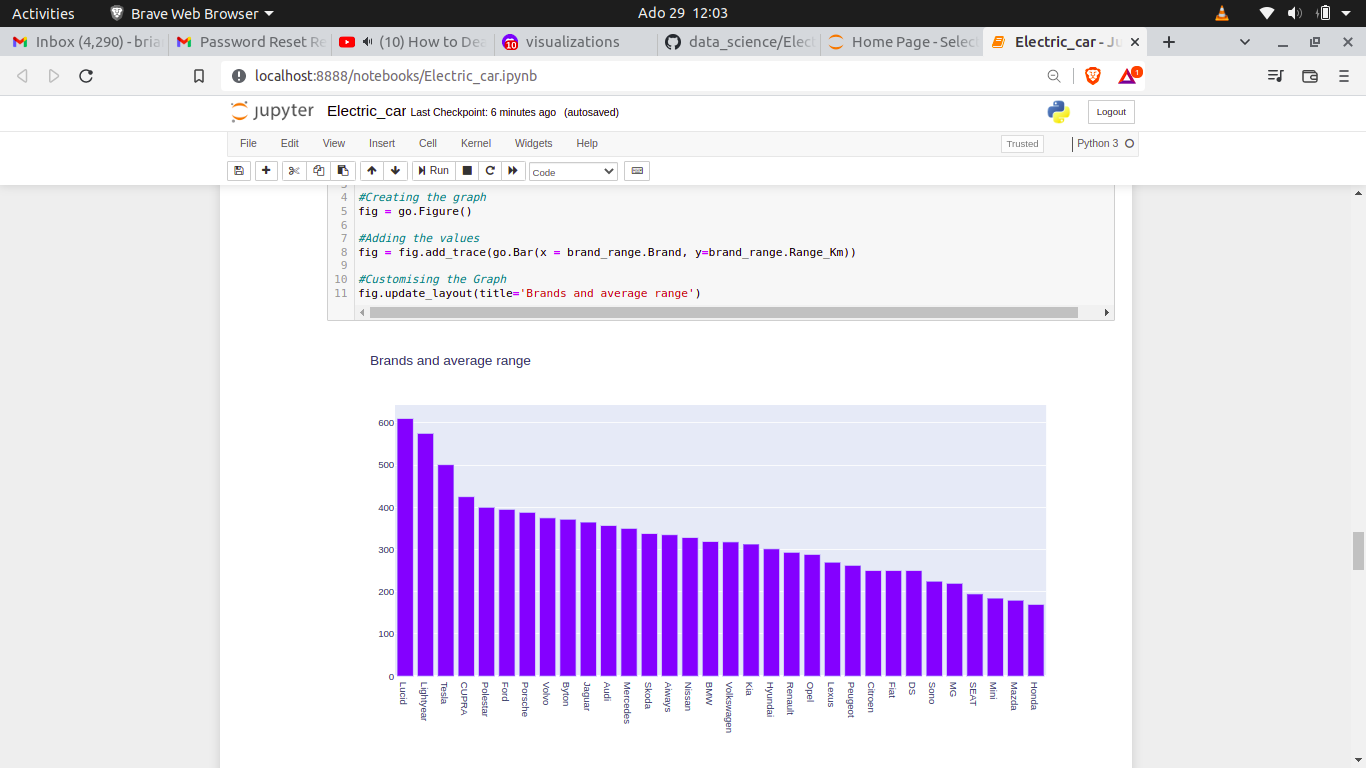 Activities
Brave Web Browser
Ado 29 12:03
Inbox (4,290) - bria
Password Reset Re
(10) How to Dea
visualizations
data_science/Elect
Home Page - Select
Electric_car - Ju
localhost:8888/notebooks/Electric_car.ipynb
1
jupyter Electric_car Last Checkpoint: 6 minutes ago (autosaved)
Logout
File Edit View Insert Cell Kernel Widgets Help
Trusted
Python 3
Run
Code
3
4 #Creating the graph
5 fig = go.Figure()
6
7 #Adding the values
8 fig = fig.add_trace(go.Bar(x = brand_range.Brand, y=brand_range.Range_Km))
9
10 #Customising the Graph
11 fig.update_layout(title='Brands and average range')
Brands and average range
600
500
400
300
200
100
0
Lucid
Lightyear
Tesla
CUPRA
Polestar
Ford
Porsche
Volvo
Byton
Jaguar
Audi
Mercedes
Skoda
Aiways
Nissan
BMW
Volkswagen
Kia
Hyundai
Renault
Opel
Lexus
Peugeot
Citroen
Fiat
DS
Sono
MG
SEAT
Mini
Mazda
Honda